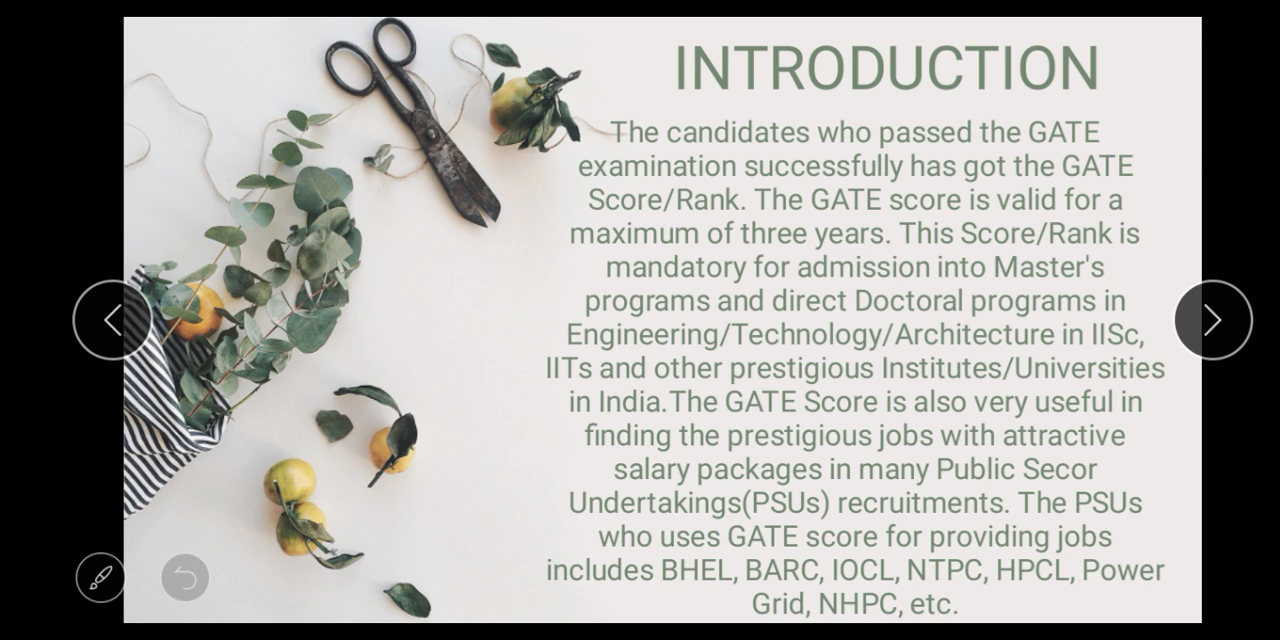 INTRODUCTION
The candidates who passed the GATE
examination successfully has got the GATE
Score/Rank. The GATE score is valid for a
maximum of three years. This Score/Rank is
mandatory for admission into Master's
programs and direct Doctoral programs in
Engineering/Technology/Architecture in IISc,
IITs and other prestigious Institutes/Universities
in India.The GATE Score is also very useful in
finding the prestigious jobs with attractive
salary packages in many Public Secor
Undertakings(PSUs) recruitments. The PSUs
who uses GATE score for providing jobs
includes BHEL, BARC, IOCL, NTPC, HPCL, Power
Grid, NHPC, etc.